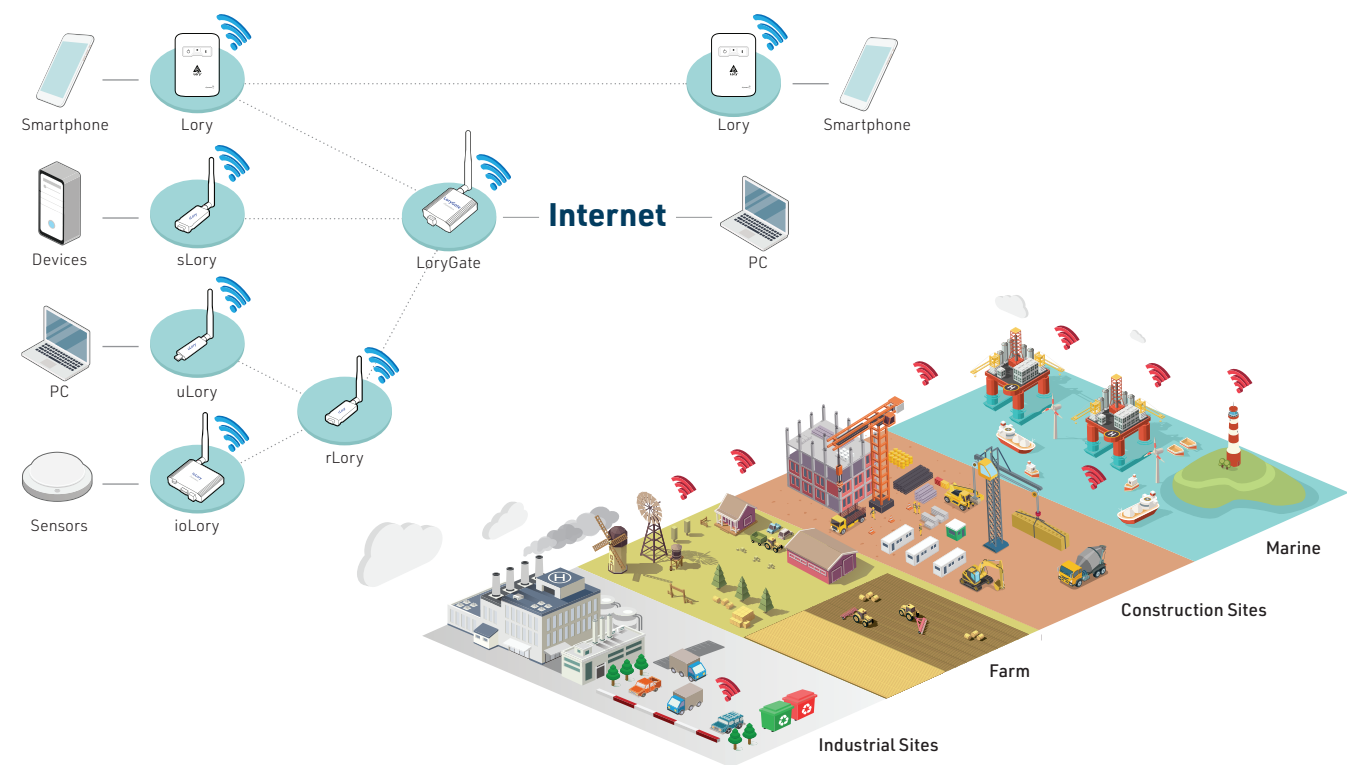 Smartphone
Lory
Lory
Smartphone
Devices
sLory
LoryGate
LoryGate
Internet
PC
PC
uLory
rLory
Sensors
ioLory
H
H
H
Marine
Construction Sites
Farm
Industrial Sites